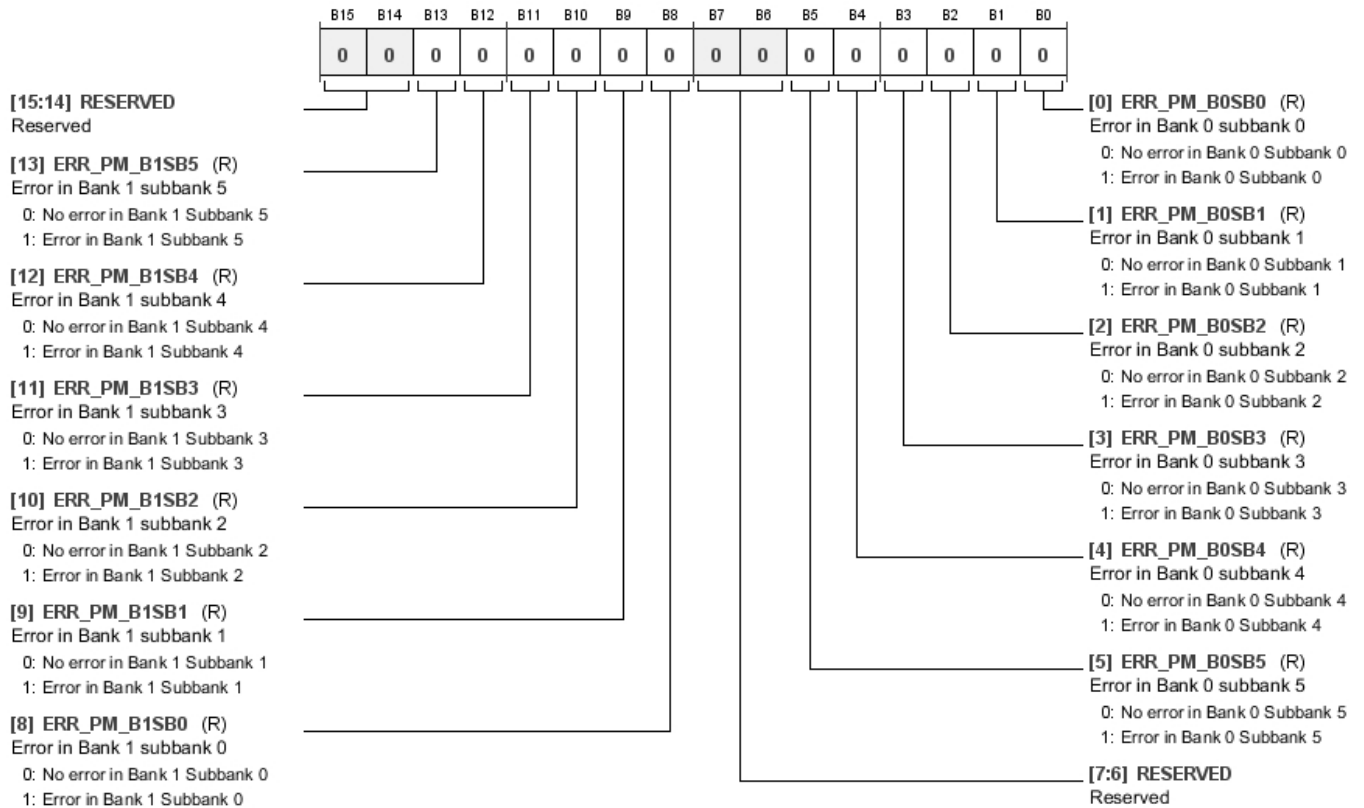 B15 B14 B13 B12 B11 B10 B9 B8 B7 B6 B5 B4 B3 B2 B1 B0
0 0 0 0 0 0 0 0 0 0 0 0 0 0 0 0
[15:14] RESERVED
Reserved
[13] ERR_PM_B1SB5 (R)
Error in Bank 1 subbank 5
0: No error in Bank 1 Subbank 5
1: Error in Bank 1 Subbank 5
[12] ERR_PM_B1SB4 (R)
Error in Bank 1 subbank 4
0: No error in Bank 1 Subbank 4
1: Error in Bank 1 Subbank 4
[11] ERR_PM_B1SB3 (R)
Error in Bank 1 subbank 3
0: No error in Bank 1 Subbank 3
1: Error in Bank 1 Subbank 3
[10] ERR_PM_B1SB2 (R)
Error in Bank 1 subbank 2
0: No error in Bank 1 Subbank 2
1: Error in Bank 1 Subbank 2
[9] ERR_PM_B1SB1 (R)
Error in Bank 1 subbank 1
0: No error in Bank 1 Subbank 1
1: Error in Bank 1 Subbank 1
[8] ERR_PM_B1SB0 (R)
Error in Bank 1 subbank 0
0: No error in Bank 1 Subbank 0
1: Error in Bank 1 Subbank 0
[0] ERR_PM_B0SB0 (R)
Error in Bank 0 subbank 0
0: No error in Bank 0 Subbank 0
1: Error in Bank 0 Subbank 0
[1] ERR_PM_B0SB1 (R)
Error in Bank 0 subbank 1
0: No error in Bank 0 Subbank 1
1: Error in Bank 0 Subbank 1
[2] ERR_PM_B0SB2 (R)
Error in Bank 0 subbank 2
0: No error in Bank 0 Subbank 2
1: Error in Bank 0 Subbank 2
[3] ERR_PM_B0SB3 (R)
Error in Bank 0 subbank 3
0: No error in Bank 0 Subbank 3
1: Error in Bank 0 Subbank 3
[4] ERR_PM_B0SB4 (R)
Error in Bank 0 subbank 4
0: No error in Bank 0 Subbank 4
1: Error in Bank 0 Subbank 4
[5] ERR_PM_B0SB5 (R)
Error in Bank 0 subbank 5
0: No error in Bank 0 Subbank 5
1: Error in Bank 0 Subbank 5
[7:6] RESERVED
Reserved